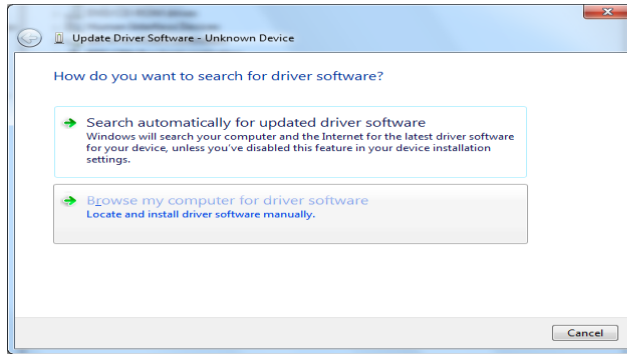 Update Driver Software - Unknown Device
How do you want to search for driver software?
Search automatically for updated driver software
Windows will search your computer and the Internet for the latest driver software
for your device, unless you've disabled this feature in your device installation
settings.
Browse my computer for driver software
Locate and install driver software manually.
Cancel